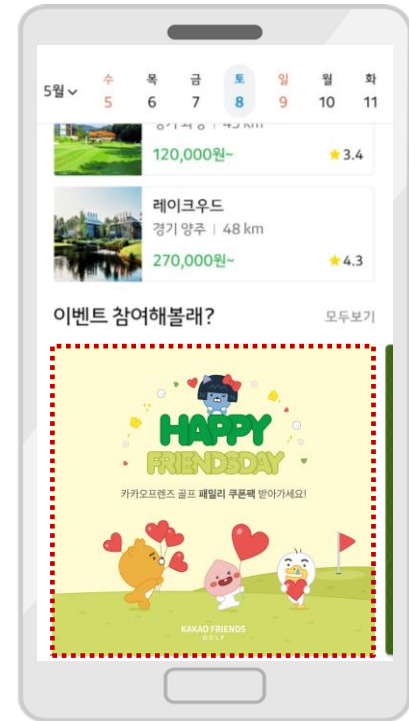 5월
수 목 금 토 일 월 화
5 6 7 8 9 10 11
120,000원~ 3.4
레이크우드
경기 양주 | 48 km
270,000원~ 4.3
이벤트 참여해볼래? 모두보기
HAPPY
FRIENDSDAY
카카오프렌즈 골프 패밀리 쿠폰팩 받아가세요!
KAKAO FRIENDS
GOLF